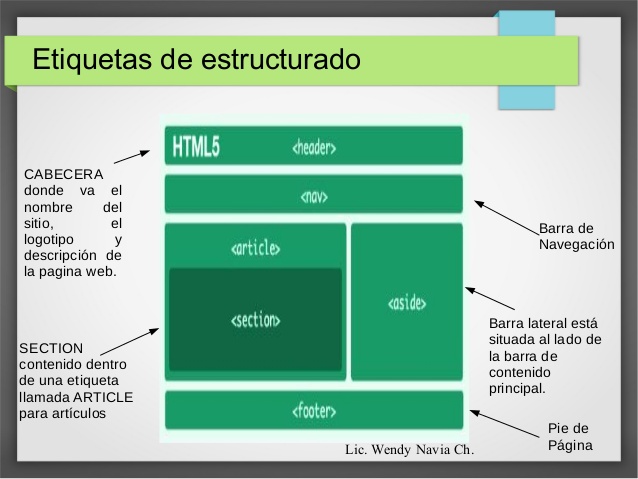 Etiquetas de estructurado
HTML5
<header>
CABECERA
donde va el
nombre del
sitio, el
logotipo y
descripción de
la pagina web.
<nav>
Barra de
Navegación
<article>
<section>
<aside>
Barra lateral está
situada al lado de
la barra de
contenido
principal.
SECTION
contenido dentro
de una etiqueta
llamada ARTICLE
para artículos
<footer>
Pie de
Página
Lic. Wendy Navia Ch.